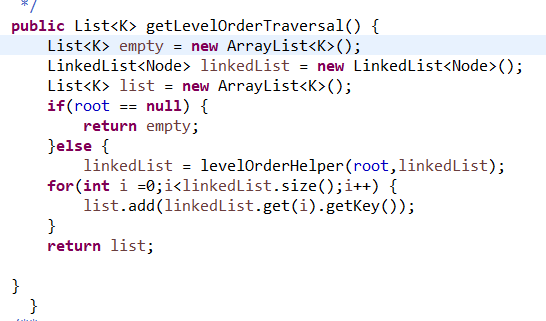 */
public List<K> getLevelOrderTraversal() {
List<K> empty = new ArrayList<K>();
LinkedList<Node> linkedList = new LinkedList<Node>();
List<K> list = new ArrayList<K>();
if(root == null) {
return empty;
}else {
linkedList = levelOrderHelper(root,linkedList);
for(int i =0;i<linkedList.size();i++) {
list.add(linkedList.get(i).getKey());
}
return list;
}
}